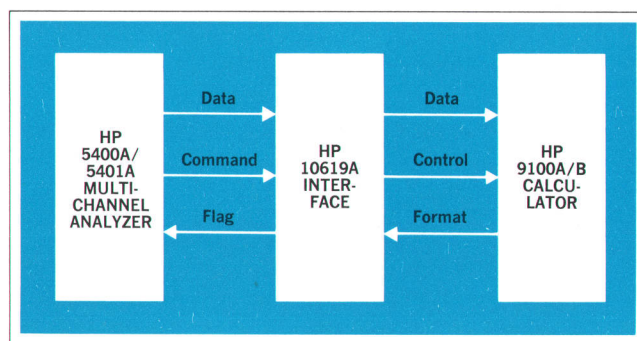 HP
5400A/
5401A
MULTI-
CHANNEL
ANALYZER
Data
Command
Flag
HP
10619A
INTER-
FACE
Data
Control
Format
HP
9100A/B
CALCU-
LATOR